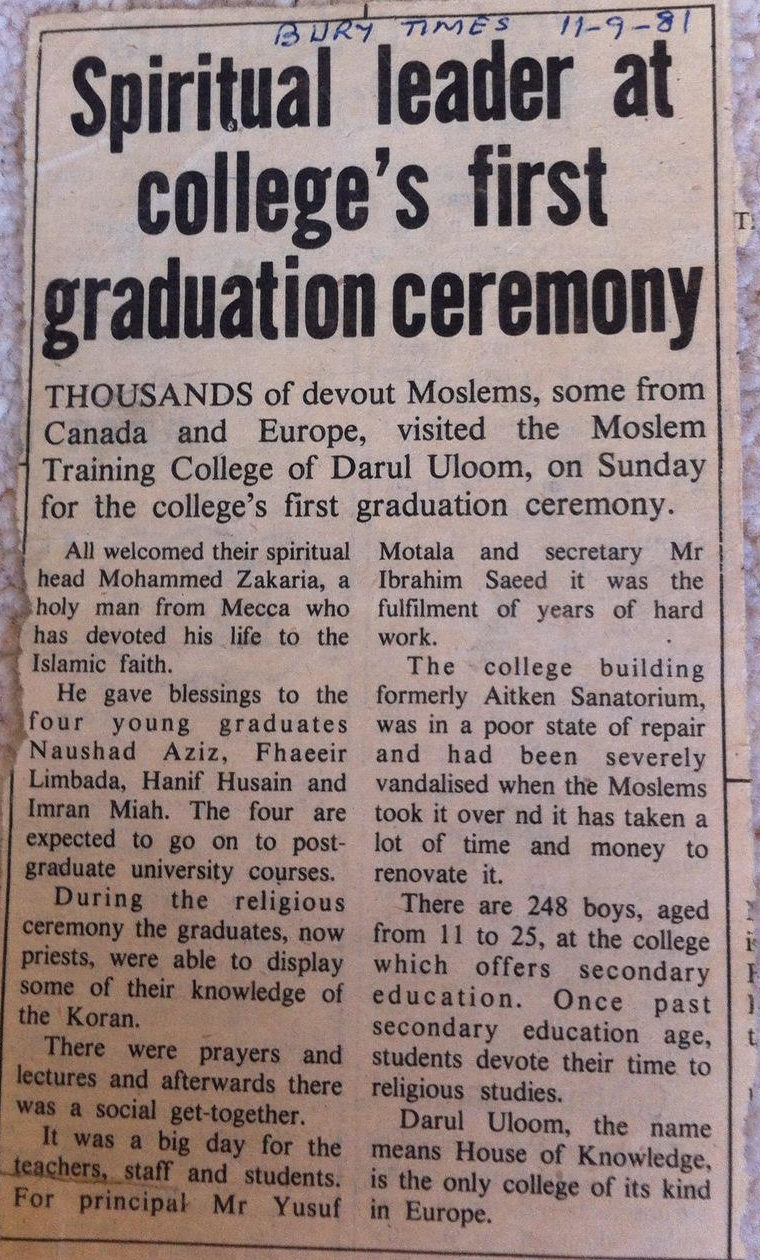 BURY TIMES 11-9-81
Spiritual leader at
college's first
graduation ceremony
THOUSANDS of devout Moslems, some from
Canada and Europe, visited the Moslem
Training College of Darul Uloom, on Sunday
for the college's first graduation ceremony.
All welcomed their spiritual
head Mohammed Zakaria, a
holy man from Mecca who
has devoted his life to the
Islamic faith.
He gave blessings to the
four young graduates
Naushad Aziz, Fhaeeir
Limbada, Hanif Husain and
Imran Miah. The four are
expected to go on to post-
graduate university courses.
During the religious
ceremony the graduates, now
priests, were able to display
some of their knowledge of
the Koran.
There were prayers and
lectures and afterwards there
was a social get-together.
It was a big day for the
teachers, staff and students.
For principal Mr Yusuf
Motala and secretary Mr
Ibrahim Saeed it was the
fulfilment of years of hard
work.
The college building
formerly Aitken Sanatorium,
was in a poor state of repair
and had been severely
vandalised when the Moslems
took it over nd it has taken a
lot of time and money to
renovate it.
There are 248 boys, aged
from 11 to 25, at the college
which offers secondary
education. Once past
secondary education age,
students devote their time to
religious studies.
Darul Uloom, the name
means House of Knowledge,
is the only college of its kind
in Europe.